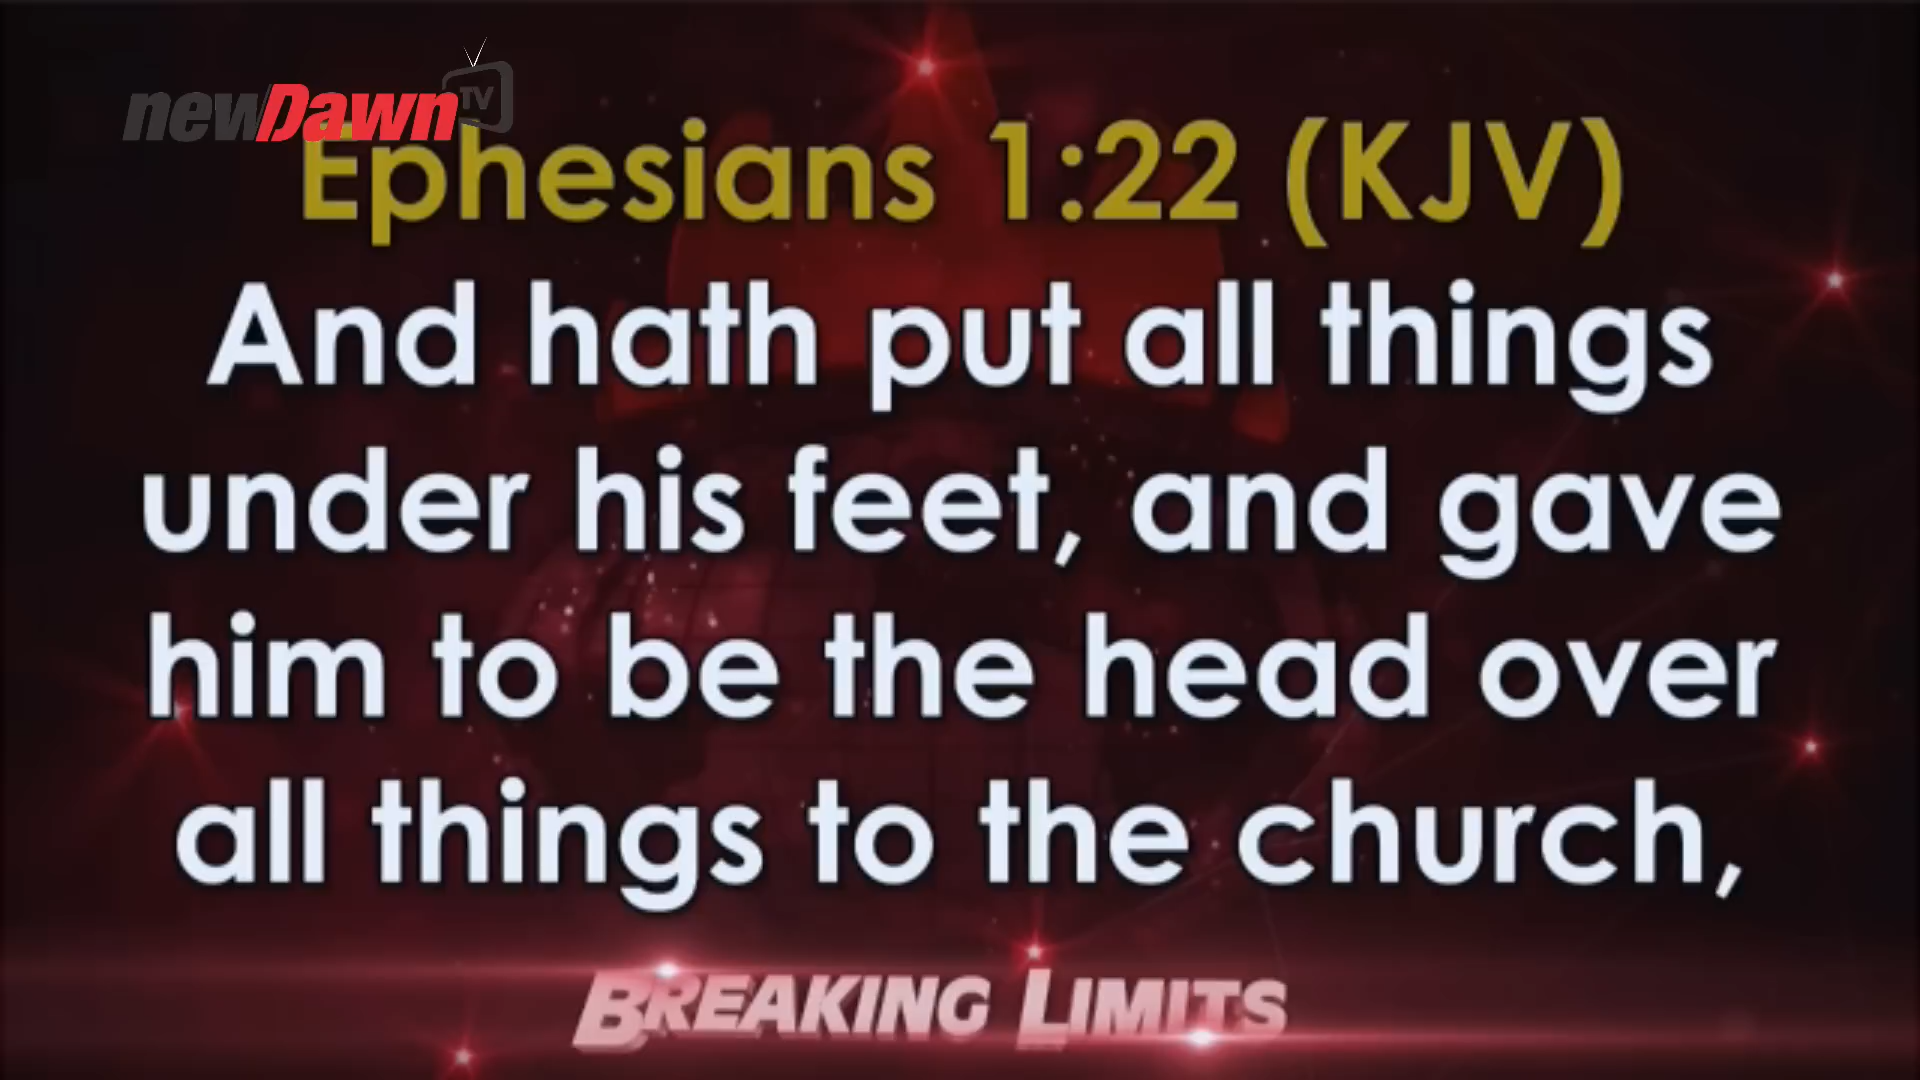 newDawn TV
Ephesians 1:22 (KJV)
And hath put all things
under his feet, and gave
him to be the head over
all things to the church,
BREAKING LIMITS